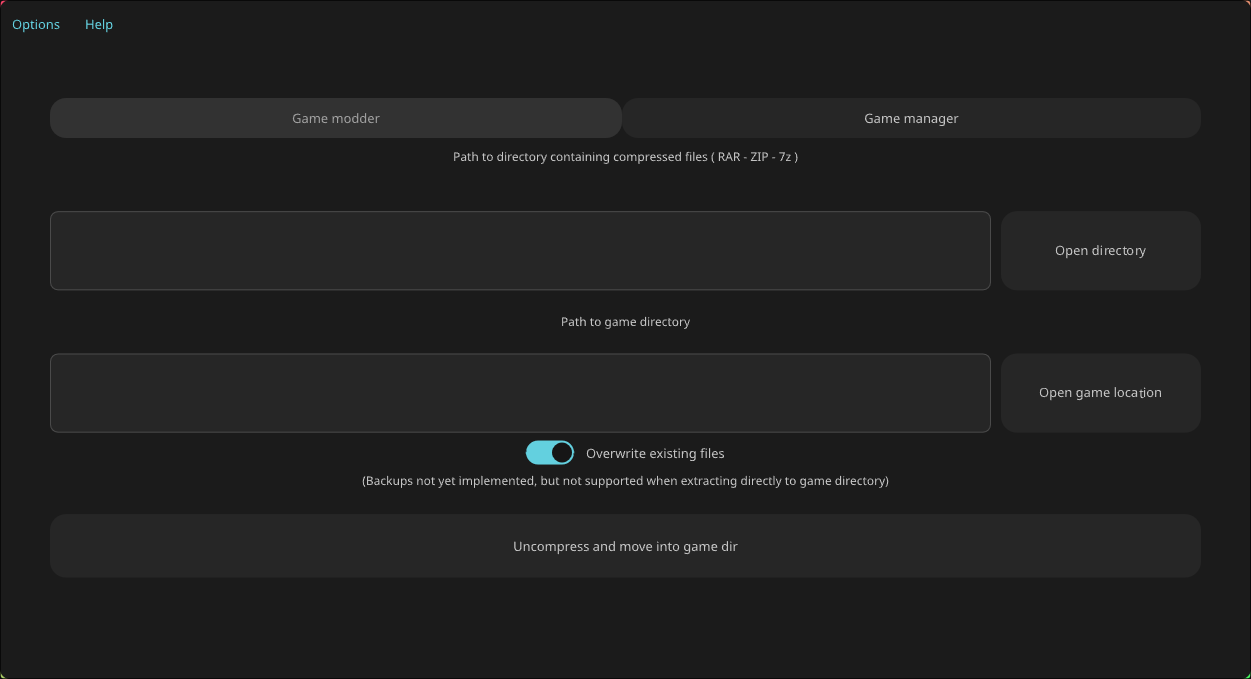 Options Help
Game modder Game manager
Path to directory containing compressed files ( RAR - ZIP - 7z )
Open directory
Path to game directory
Open game location
Overwrite existing files
(Backups not yet implemented, but not supported when extracting directly to game directory)
Uncompress and move into game dir